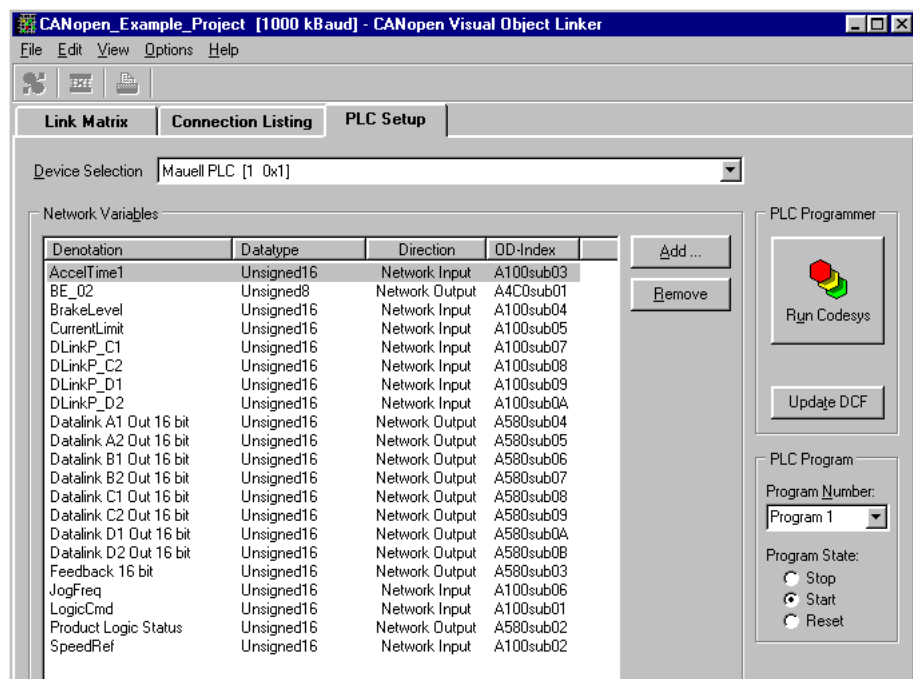 CANopen_Example_Project [1000 kBaud] - CANopen Visual Object Linker
File Edit View Options Help
Link Matrix Connection Listing PLC Setup
Device Selection Mauell PLC [1 0x1]
Network Variables
Denotation Datatype Direction OD-Index
AccelTime1 Unsigned16 Network Input A100sub03
BE_02 Unsigned8 Network Output A4C0sub01
BrakeLevel Unsigned16 Network Input A100sub04
CurrentLimit Unsigned16 Network Input A100sub05
DLinkP_C1 Unsigned16 Network Input A100sub07
DLinkP_C2 Unsigned16 Network Input A100sub08
DLinkP_D1 Unsigned16 Network Input A100sub09
DLinkP_D2 Unsigned16 Network Input A100sub0A
Datalink A1 Out 16 bit Unsigned16 Network Output A580sub04
Datalink A2 Out 16 bit Unsigned16 Network Output A580sub05
Datalink B1 Out 16 bit Unsigned16 Network Output A580sub06
Datalink B2 Out 16 bit Unsigned16 Network Output A580sub07
Datalink C1 Out 16 bit Unsigned16 Network Output A580sub08
Datalink C2 Out 16 bit Unsigned16 Network Output A580sub09
Datalink D1 Out 16 bit Unsigned16 Network Output A580sub0A
Datalink D2 Out 16 bit Unsigned16 Network Output A580sub0B
Feedback 16 bit Unsigned16 Network Output A580sub03
JogFreq Unsigned16 Network Input A100sub06
LogicCmd Unsigned16 Network Input A100sub01
Product Logic Status Unsigned16 Network Output A580sub02
SpeedRef Unsigned16 Network Input A100sub02
Add ...
Remove
PLC Programmer
Run Codesys
Update DCF
PLC Program
Program Number:
Program 1
Program State:
Stop
Start
Reset